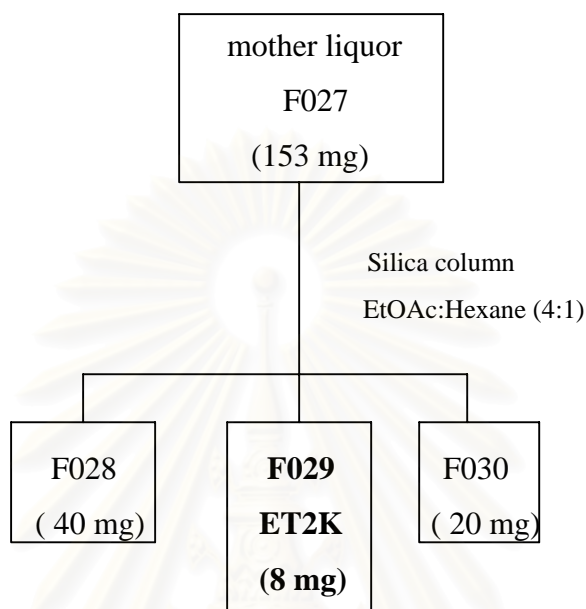 mother liquor
F027
(153 mg)
Silica column
EtOAc:Hexane (4:1)
F028
( 40 mg)
F029
ET2K
(8 mg)
F030
( 20 mg)